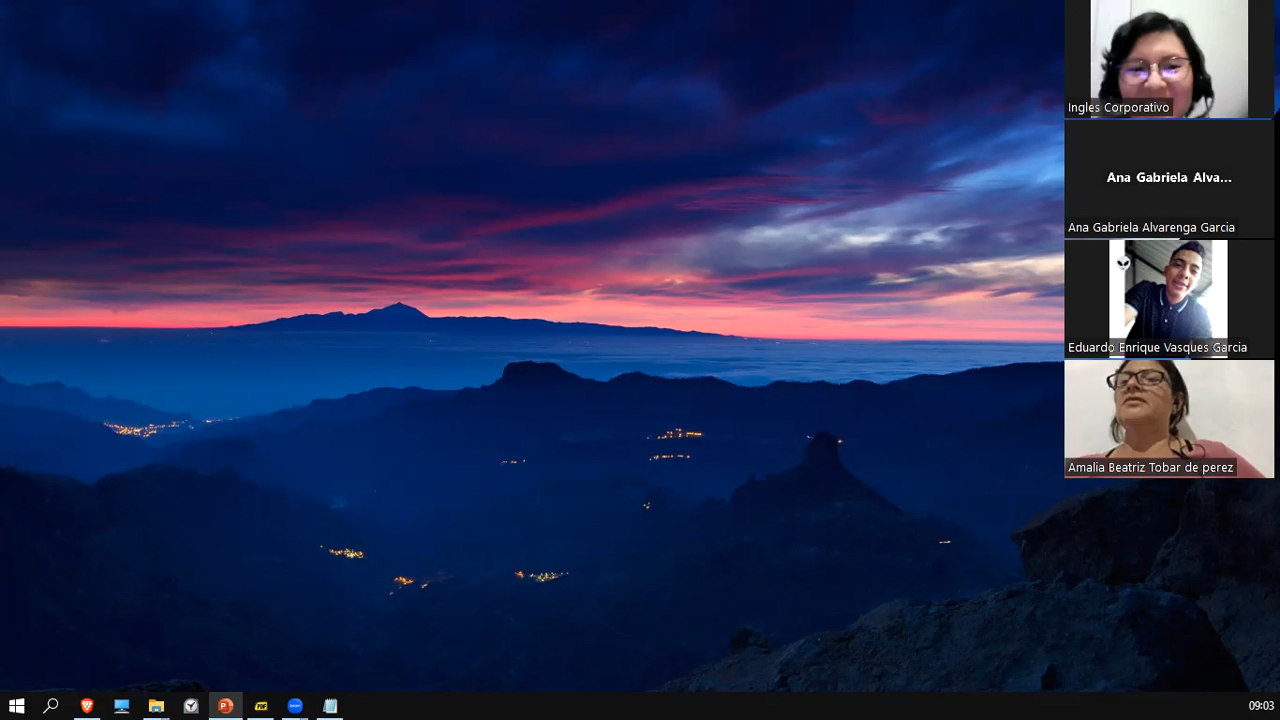 Ingles Corporativo
Ana Gabriela Alva...
Ana Gabriela Alvarenga Garcia
Eduardo Enrique Vasques Garcia
Amalia Beatriz Tobar de perez
09:03